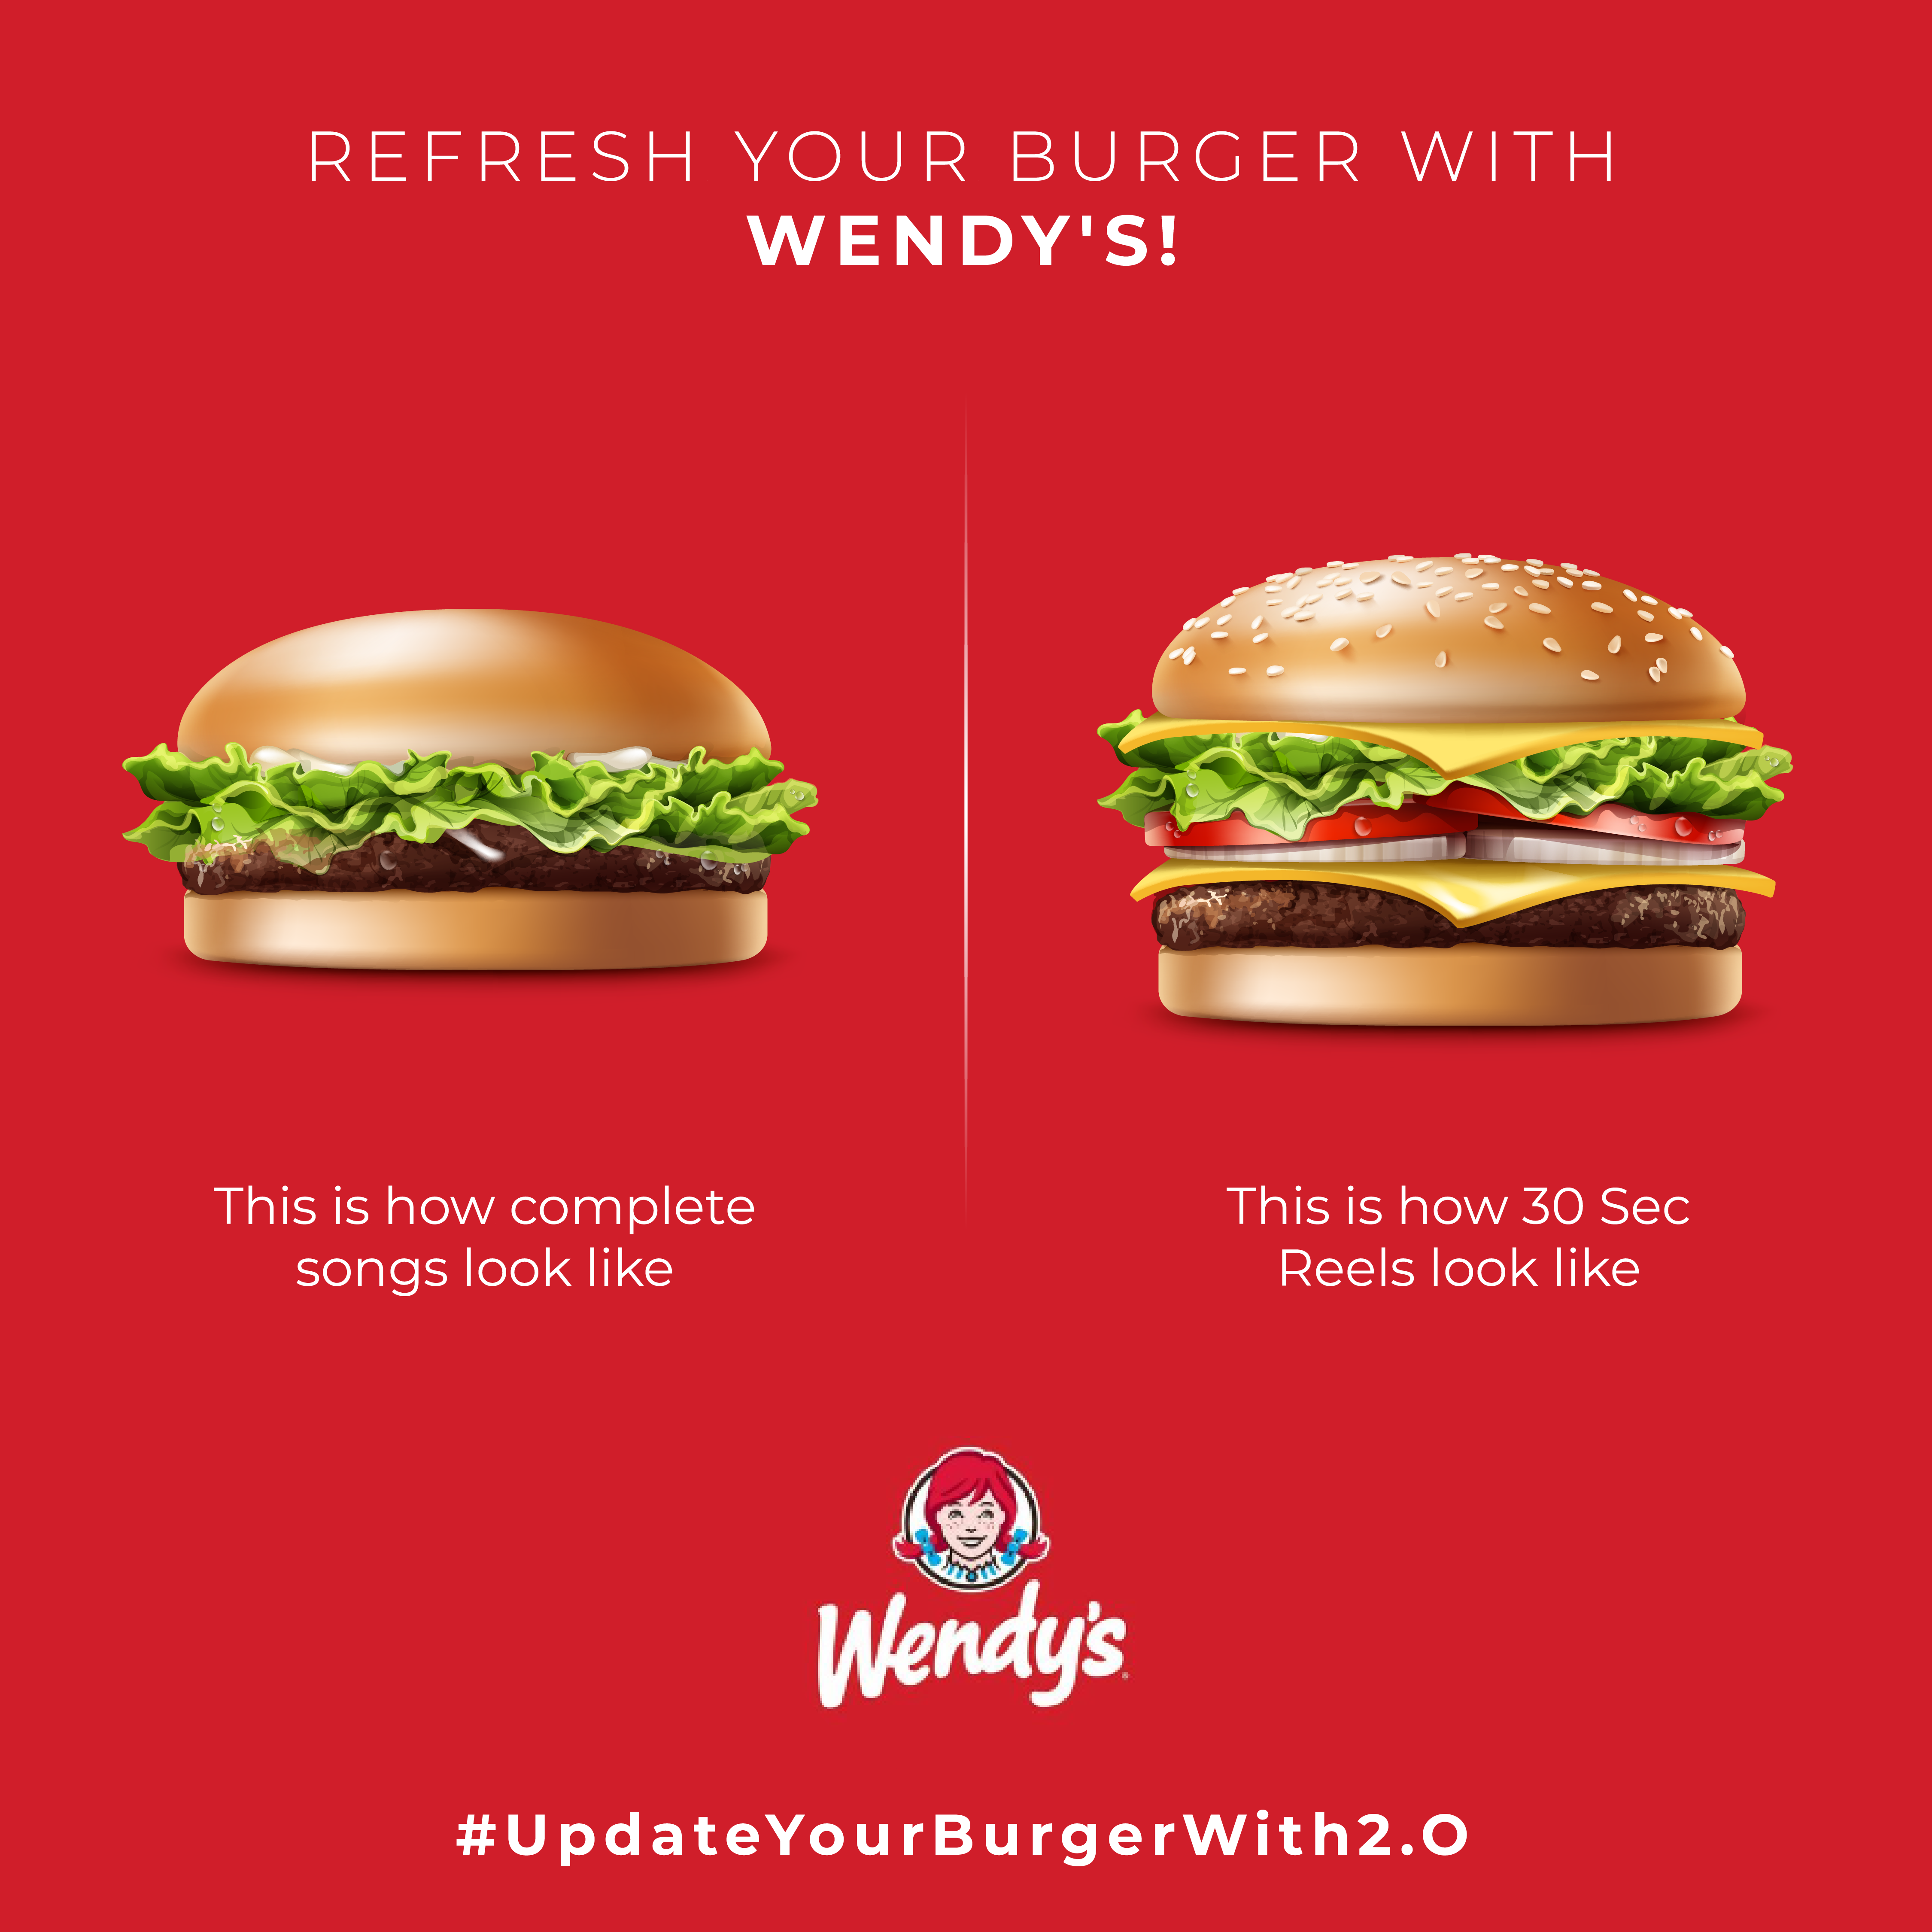 REFRESH YOUR BURGER WITH
WENDY'S!
This is how complete
songs look like
This is how 30 Sec
Reels look like
Wendy's
#UpdateYourBurgerWith2.O